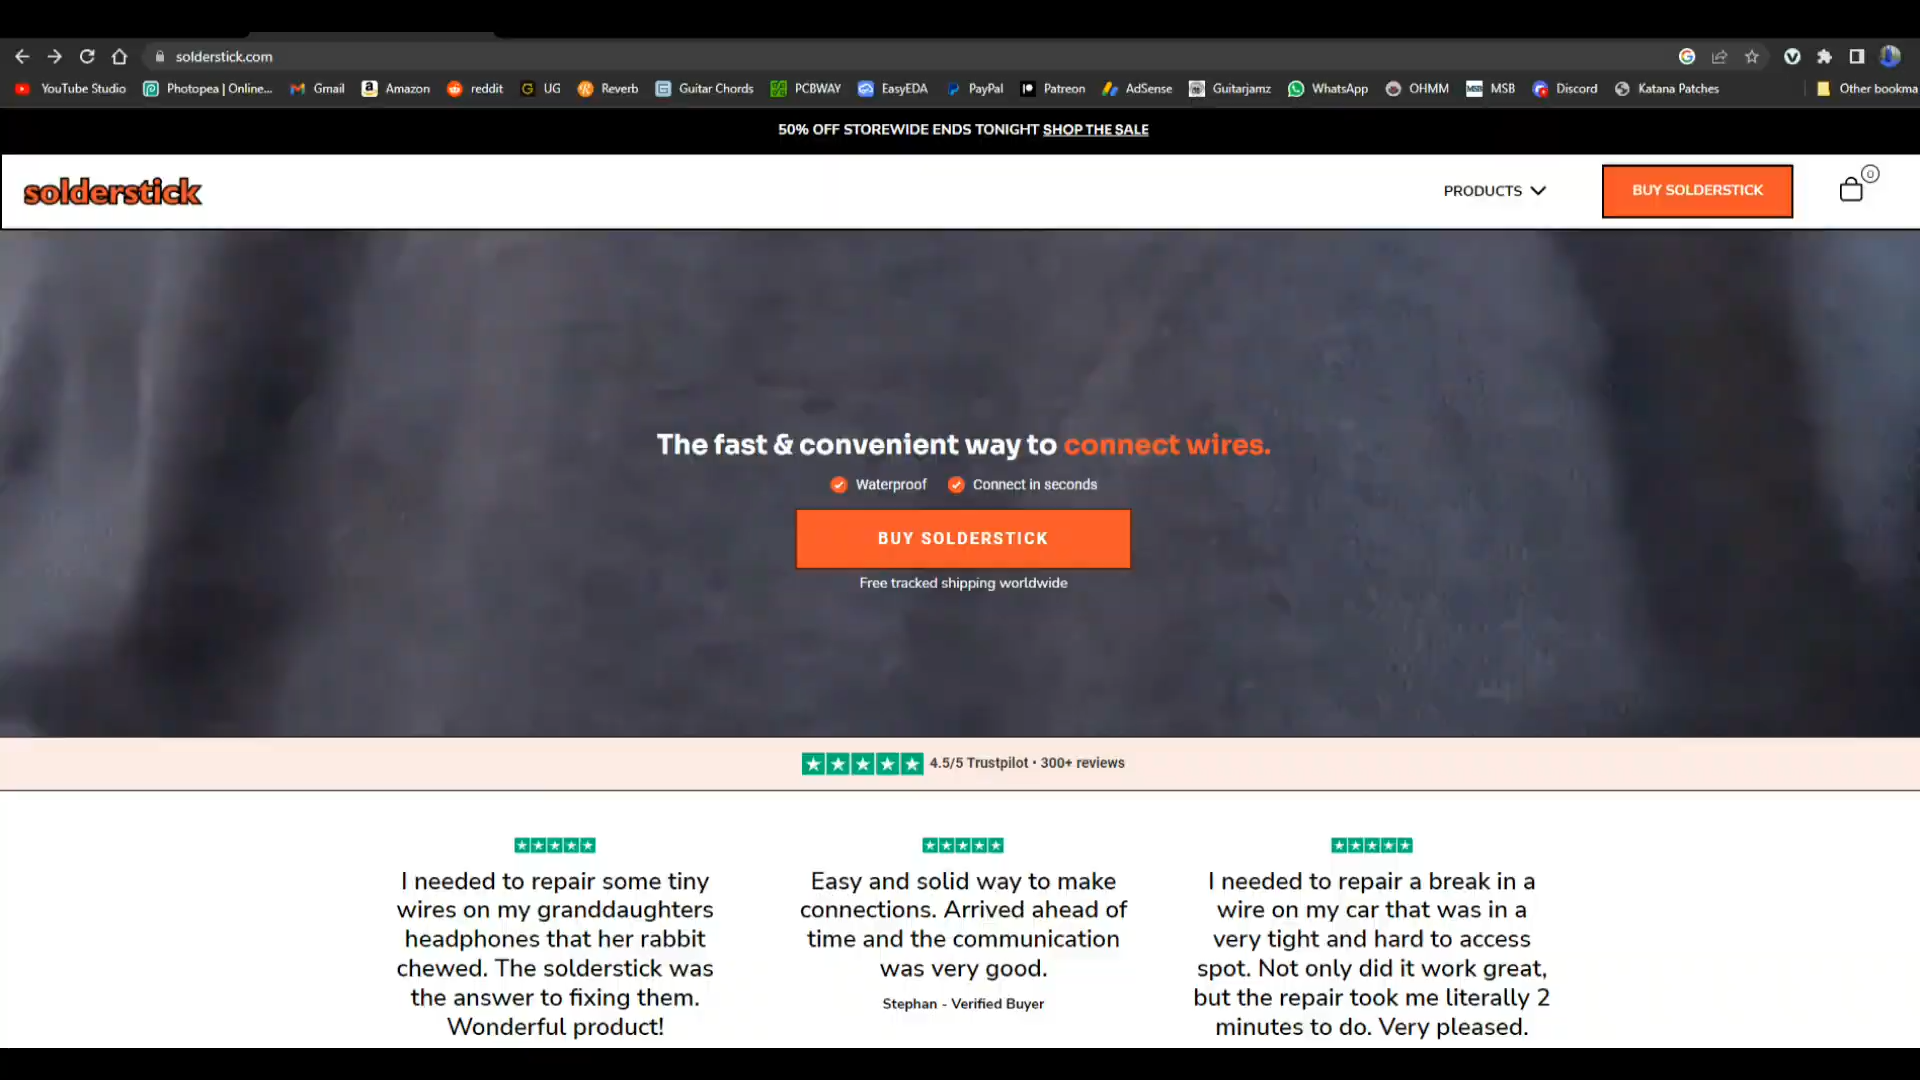 solderstick.com
YouTube Studio Photopea | Online... Gmail Amazon reddit UG Reverb Guitar Chords PCBWAY EasyEDA PayPal Patreon AdSense Guitarjamz WhatsApp OHMM MSB Discord Katana Patches Other bookma
50% OFF STOREWIDE ENDS TONIGHT SHOP THE SALE
solderstick PRODUCTS BUY SOLDERSTICK 0
The fast & convenient way to connect wires.
Waterproof Connect in seconds
BUY SOLDERSTICK
Free tracked shipping worldwide
4.5/5 Trustpilot • 300+ reviews
I needed to repair some tiny
wires on my granddaughters
headphones that her rabbit
chewed. The solderstick was
the answer to fixing them.
Wonderful product!
Easy and solid way to make
connections. Arrived ahead of
time and the communication
was very good.
Stephan - Verified Buyer
I needed to repair a break in a
wire on my car that was in a
very tight and hard to access
spot. Not only did it work great,
but the repair took me literally 2
minutes to do. Very pleased.